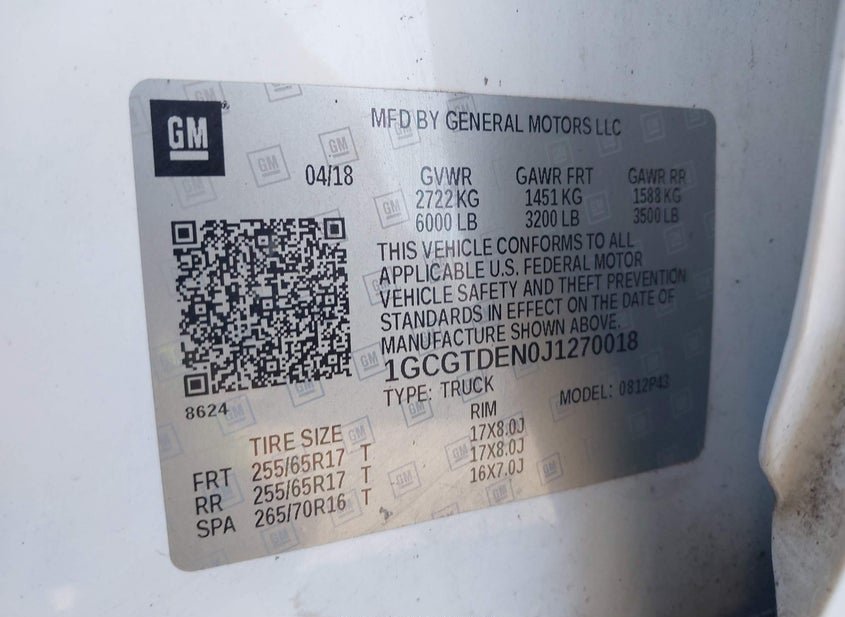 GM
MFD BY GENERAL MOTORS LLC
04/18 GVWR GAWR FRT GAWR RR
2722 KG 1451 KG 1588 KG
6000 LB 3200 LB 3500 LB
THIS VEHICLE CONFORMS TO ALL
APPLICABLE U.S. FEDERAL MOTOR
VEHICLE SAFETY AND THEFT PREVENTION
STANDARDS IN EFFECT ON THE DATE OF
MANUFACTURE SHOWN ABOVE.
1GCGTDEN0J1270018
TYPE: TRUCK MODEL: 0812P43
8624
TIRE SIZE RIM
FRT 255/65R17 T 17X8.0J
RR 255/65R17 T 17X8.0J
SPA 265/70R16 T 16X7.0J